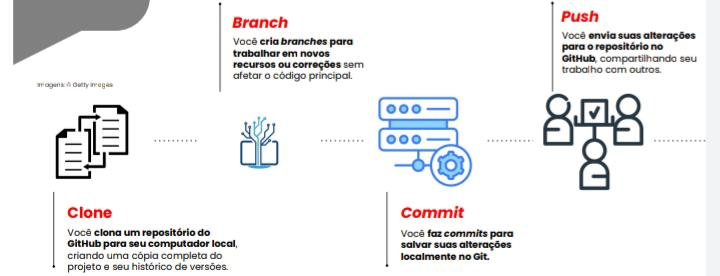 Branch
Você cria branches para
trabalhar em novos
recursos ou correções sem
afetar o código principal.
Push
Você envia suas alterações
para o repositório no
GitHub, compartilhando seu
trabalho com outros.
Imagens: © Getty Images
Clone
Você clona um repositório do
GitHub para seu computador local,
criando uma cópia completa do
projeto e seu histórico de versões.
Commit
Você faz commits para
salvar suas alterações
localmente no Git.